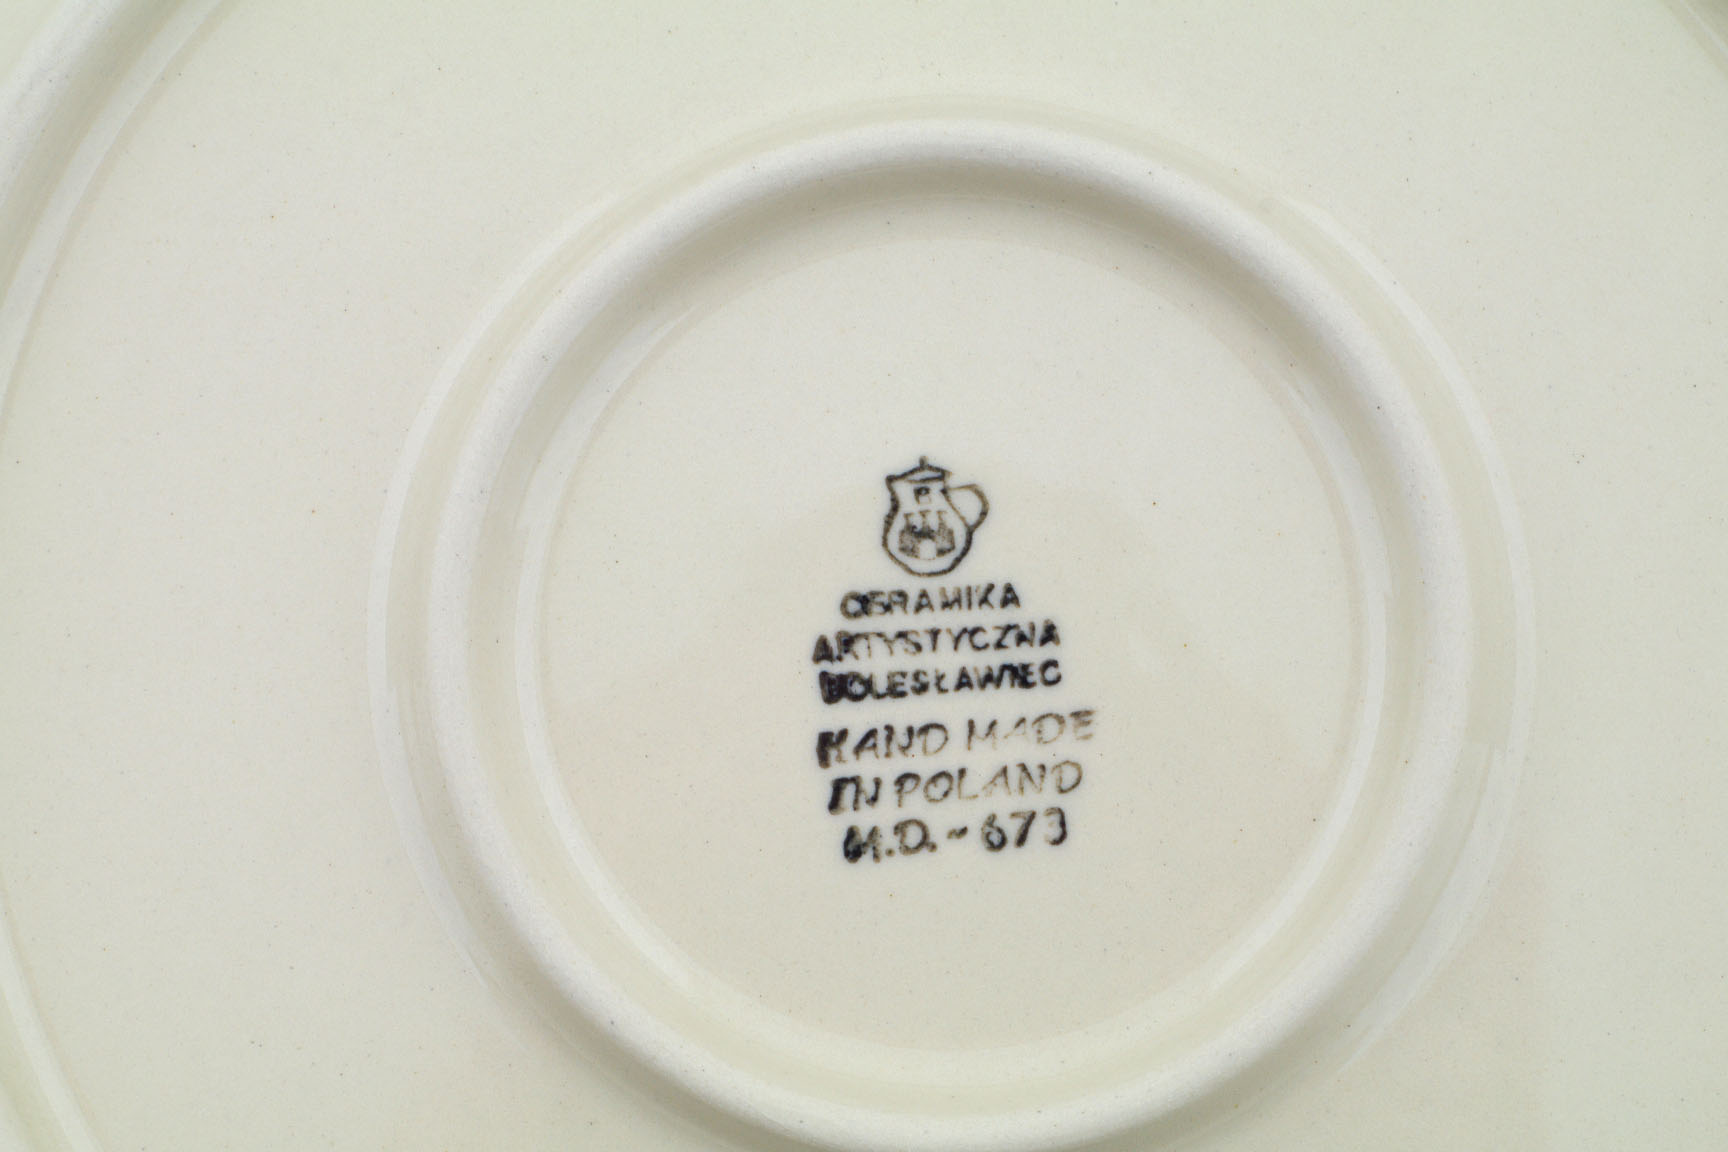 CERAMIKA
ARTYSTYCZNA
BOLESŁAWIEC
HAND MADE
IN POLAND
M.D. - 673